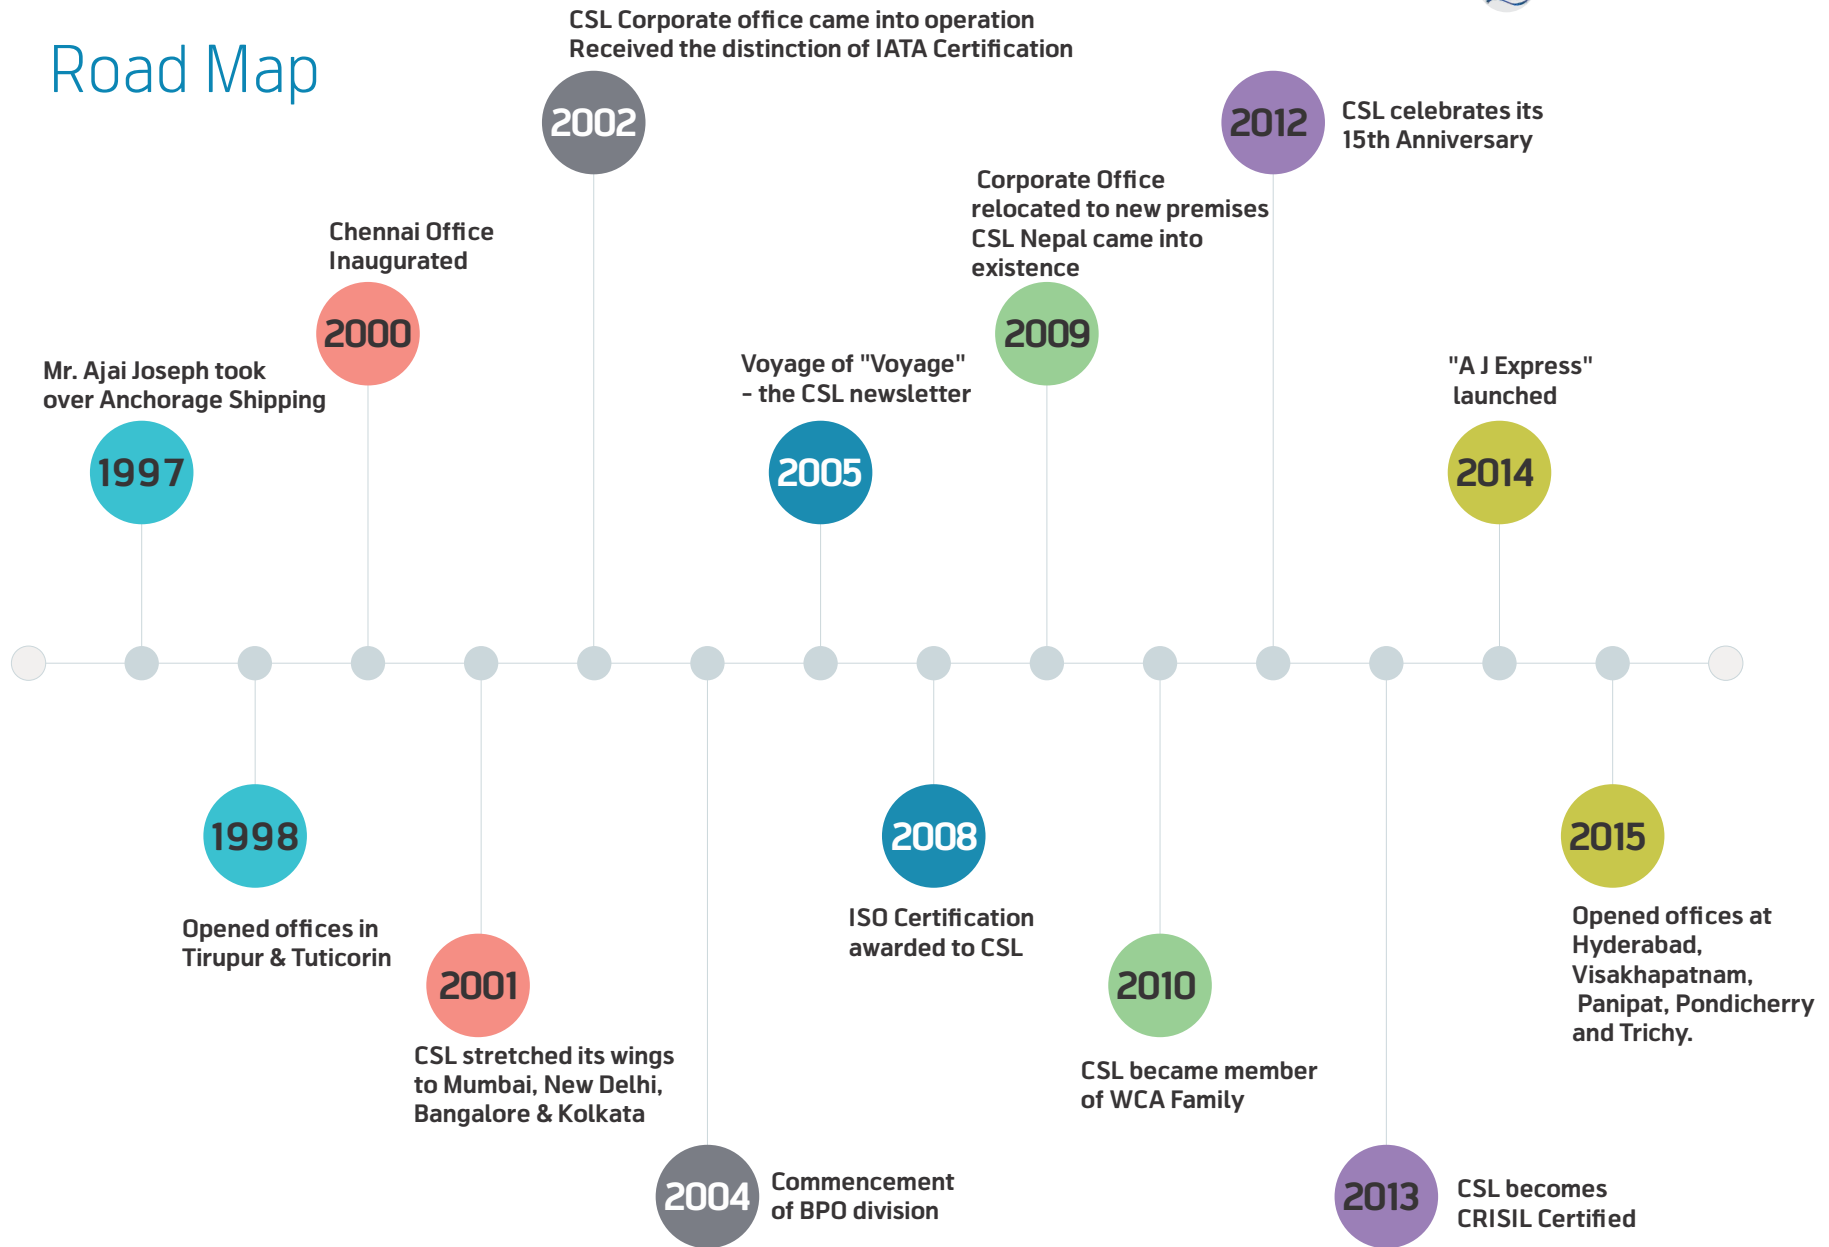 Road Map
CSL Corporate office came into operation
Received the distinction of IATA Certification
2002
2012
CSL celebrates its
15th Anniversary
Corporate Office
relocated to new premises
CSL Nepal came into
existence
2009
Chennai Office
Inaugurated
2000
Mr. Ajai Joseph took
over Anchorage Shipping
1997
Voyage of "Voyage"
- the CSL newsletter
2005
"A J Express"
launched
2014
1998
Opened offices in
Tirupur & Tuticorin
2001
CSL stretched its wings
to Mumbai, New Delhi,
Bangalore & Kolkata
2004
Commencement
of BPO division
2008
ISO Certification
awarded to CSL
2010
CSL became member
of WCA Family
2013
CSL becomes
CRISIL Certified
2015
Opened offices at
Hyderabad,
Visakhapatnam,
Panipat, Pondicherry
and Trichy.